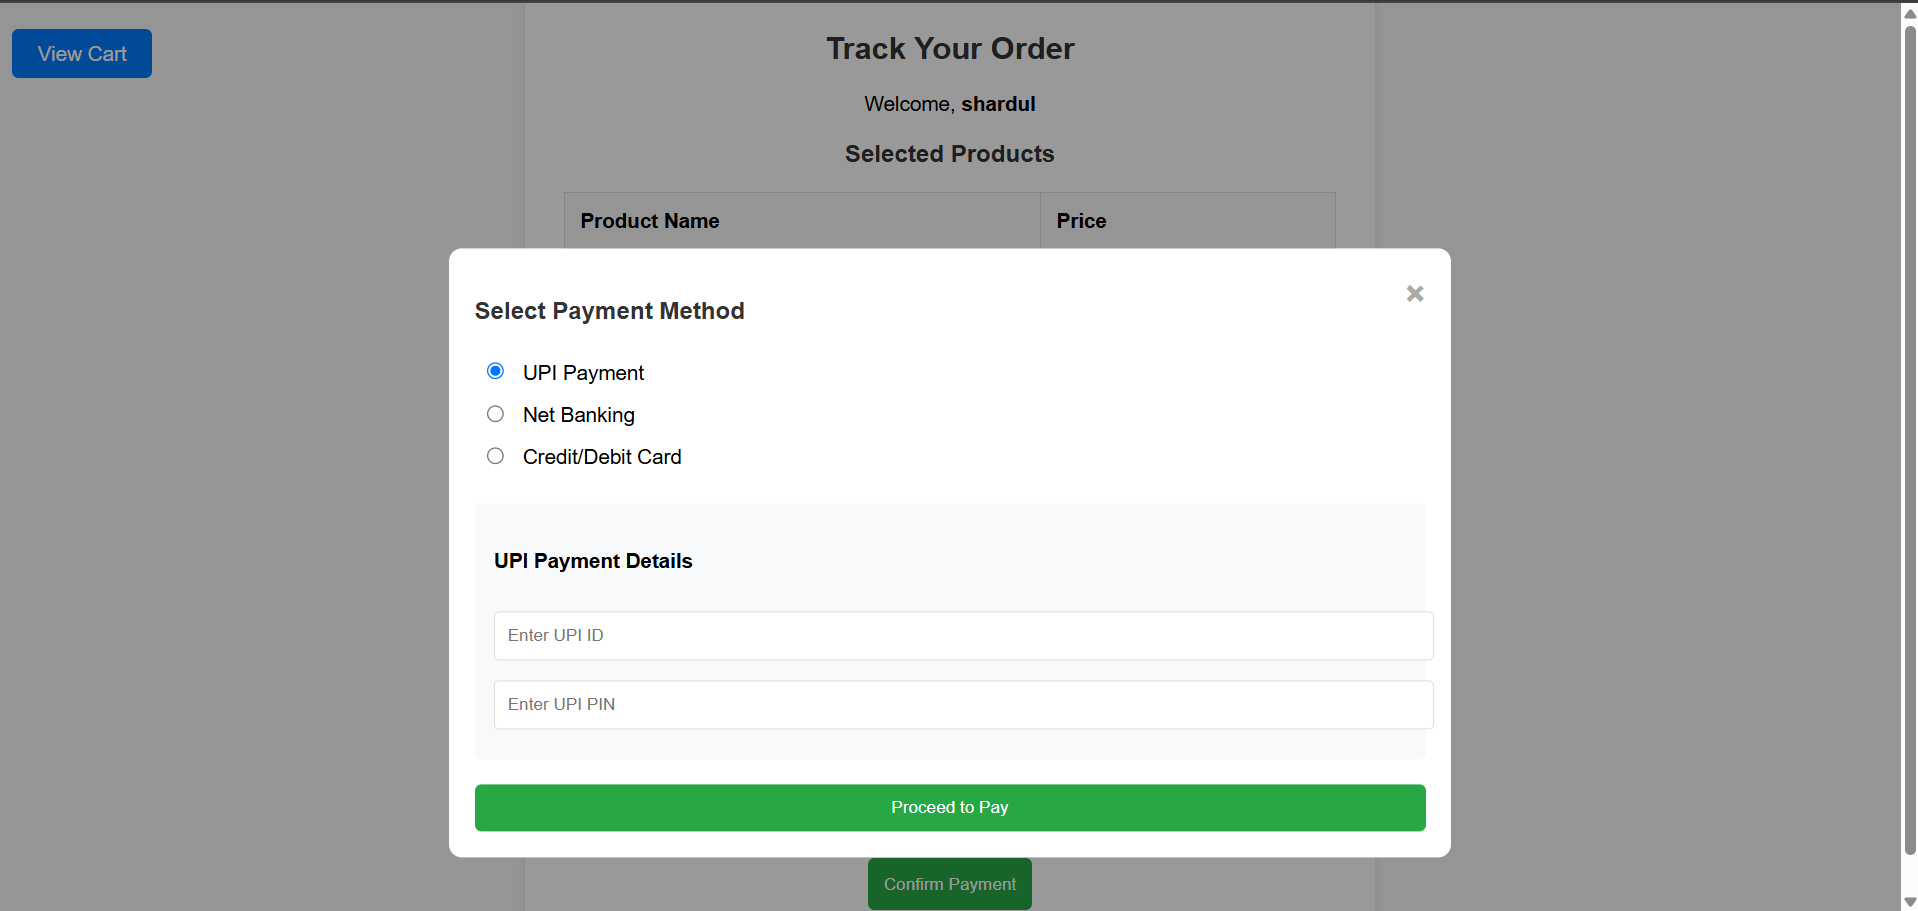 View Cart
Track Your Order
Welcome, shardul
Selected Products
Product Name
Price
Select Payment Method
UPI Payment
Net Banking
Credit/Debit Card
UPI Payment Details
Enter UPI ID
Enter UPI PIN
Proceed to Pay
Confirm Payment